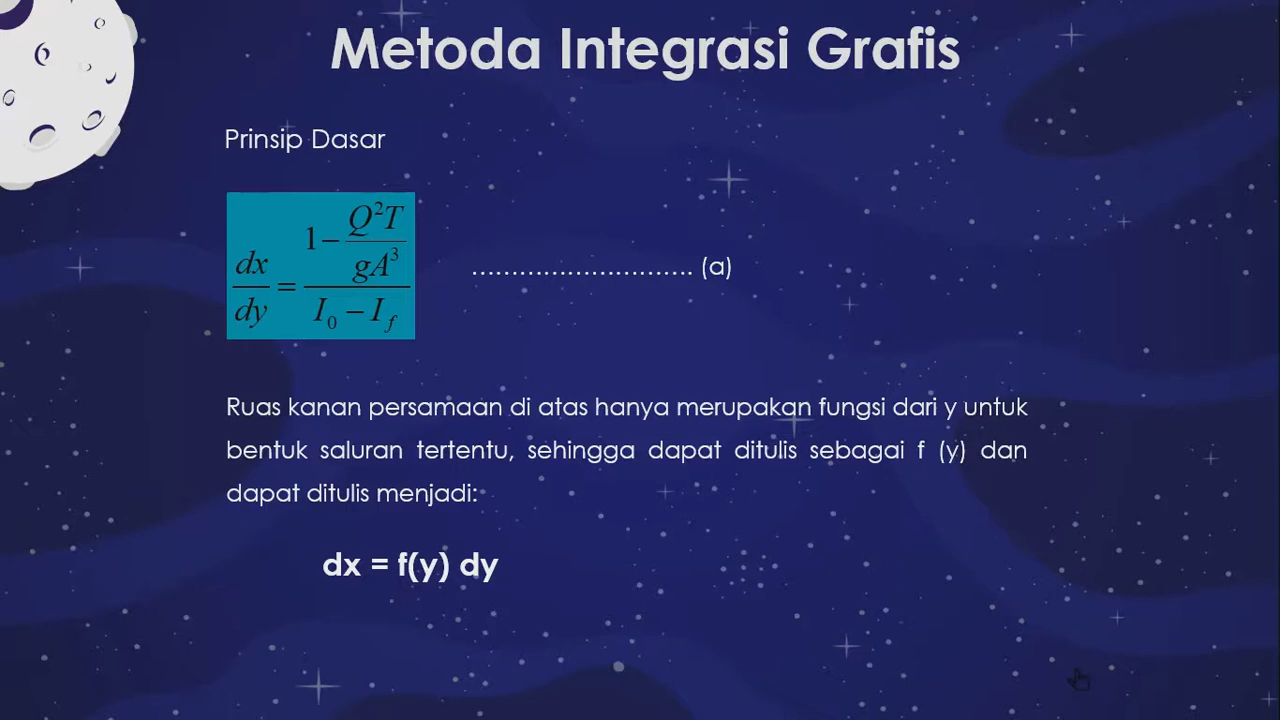 Metoda Integrasi Grafis
Prinsip Dasar
dx/dy = (1 − Q²T/gA³)/(I₀ − I_f) ............................ (a)
Ruas kanan persamaan di atas hanya merupakan fungsi dari y untuk
bentuk saluran tertentu, sehingga dapat ditulis sebagai f (y) dan
dapat ditulis menjadi:
dx = f(y) dy